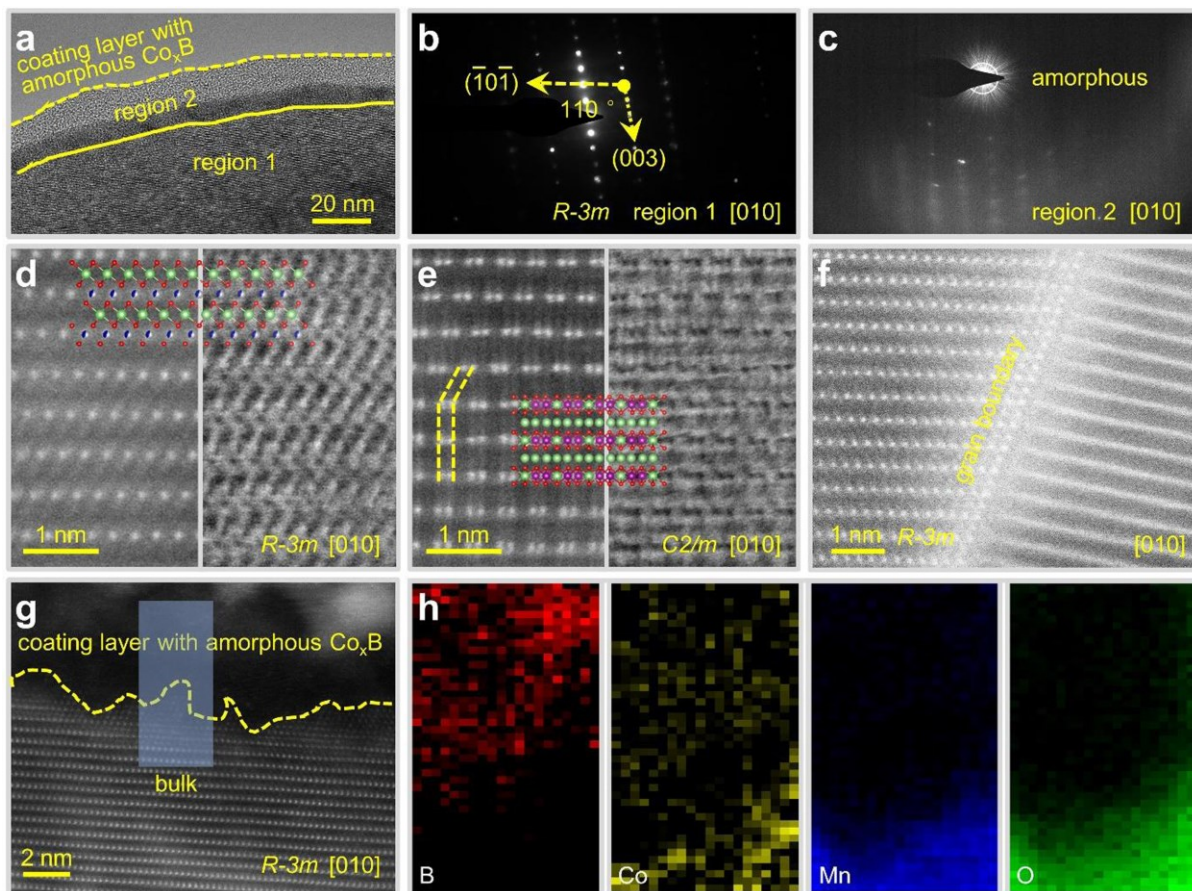 a
coating layer with
amorphous CoₓB
region 2
region 1
20 nm
b
(1̅01̅)
110 °
(003)
R-3m region 1 [010]
c
amorphous
region 2 [010]
d
1 nm
R-3m [010]
e
1 nm
C2/m [010]
f
grain boundary
1 nm R-3m [010]
g
coating layer with amorphous CoₓB
bulk
2 nm
R-3m [010]
h
B
Co
Mn
O